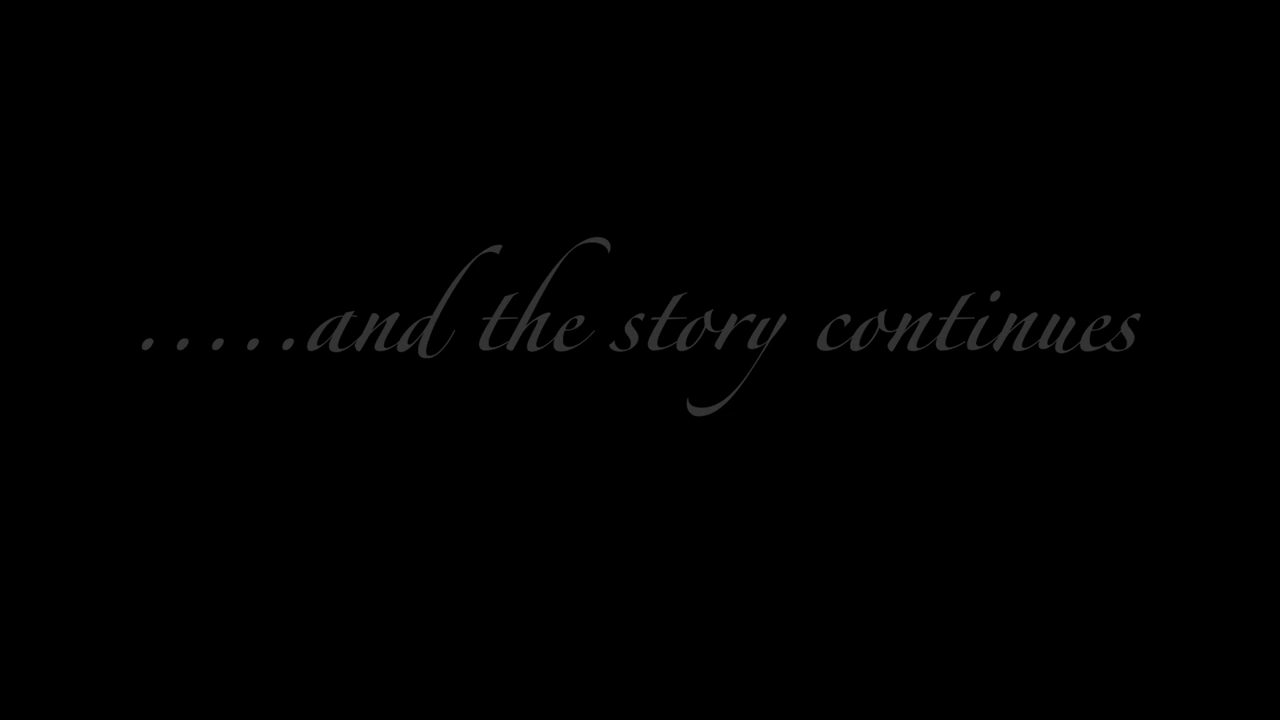 .....and the story continues